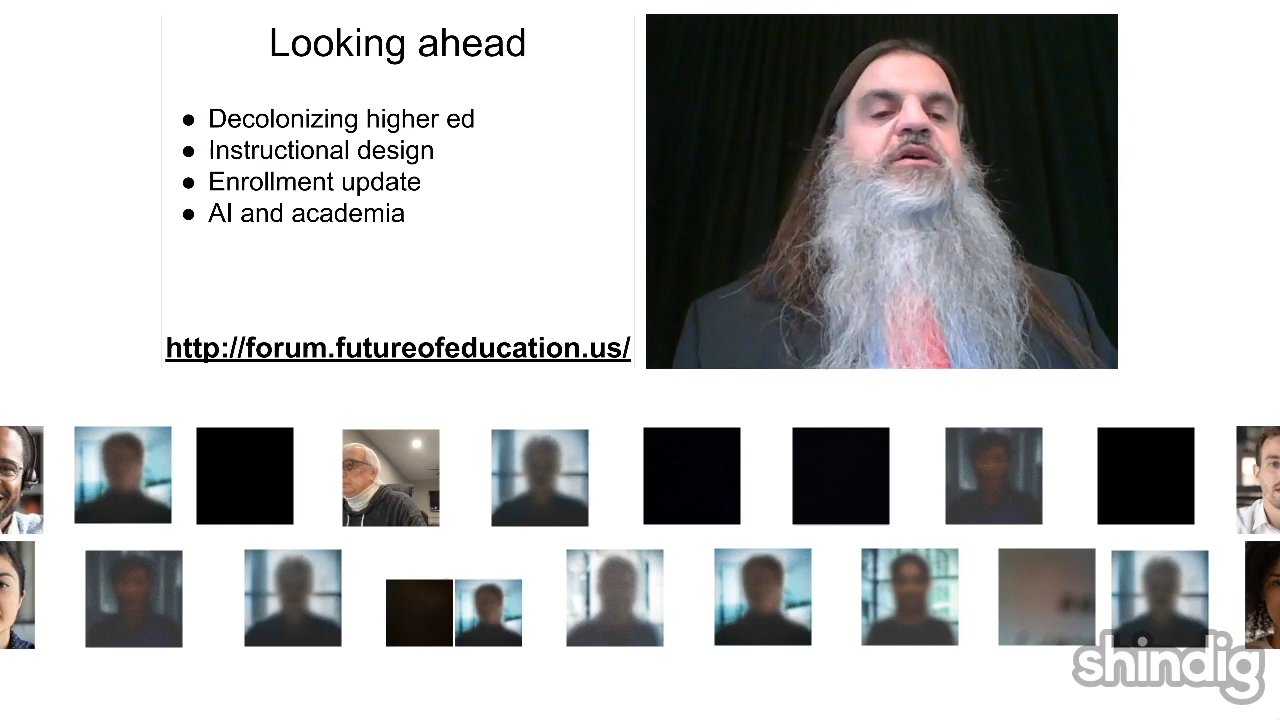 Looking ahead
● Decolonizing higher ed
● Instructional design
● Enrollment update
● AI and academia
http://forum.futureofeducation.us/
shindig